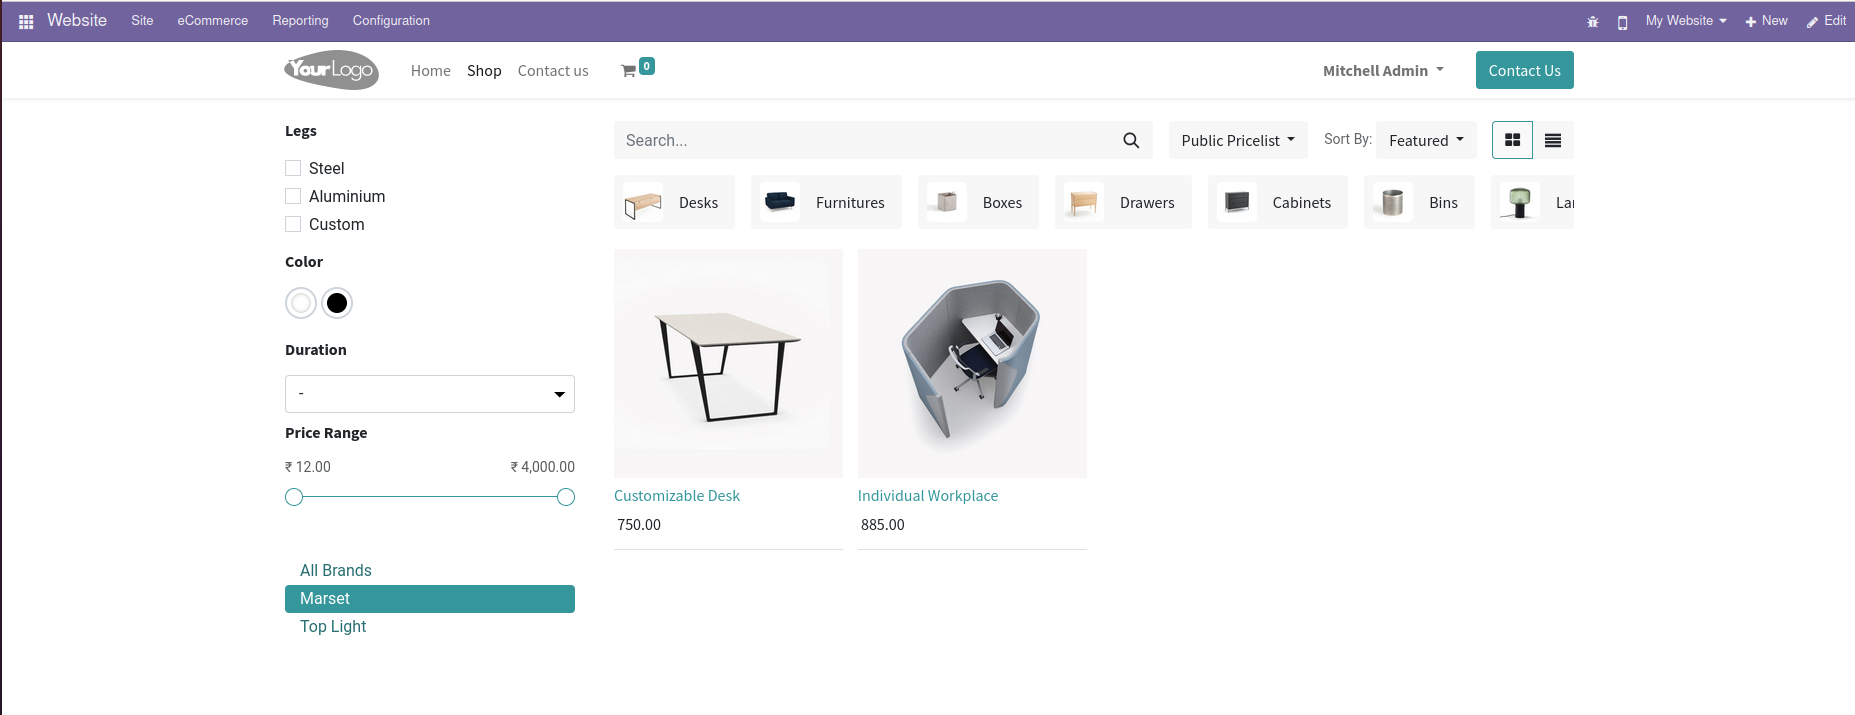 Website Site eCommerce Reporting Configuration My Website New Edit
YourLogo Home Shop Contact us 0 Mitchell Admin Contact Us
Legs
Steel
Aluminium
Custom
Color
Duration
-
Price Range
₹ 12.00 ₹ 4,000.00
All Brands
Marset
Top Light
Search... Public Pricelist Sort By: Featured
Desks Furnitures Boxes Drawers Cabinets Bins Lar
Customizable Desk
750.00
Individual Workplace
885.00